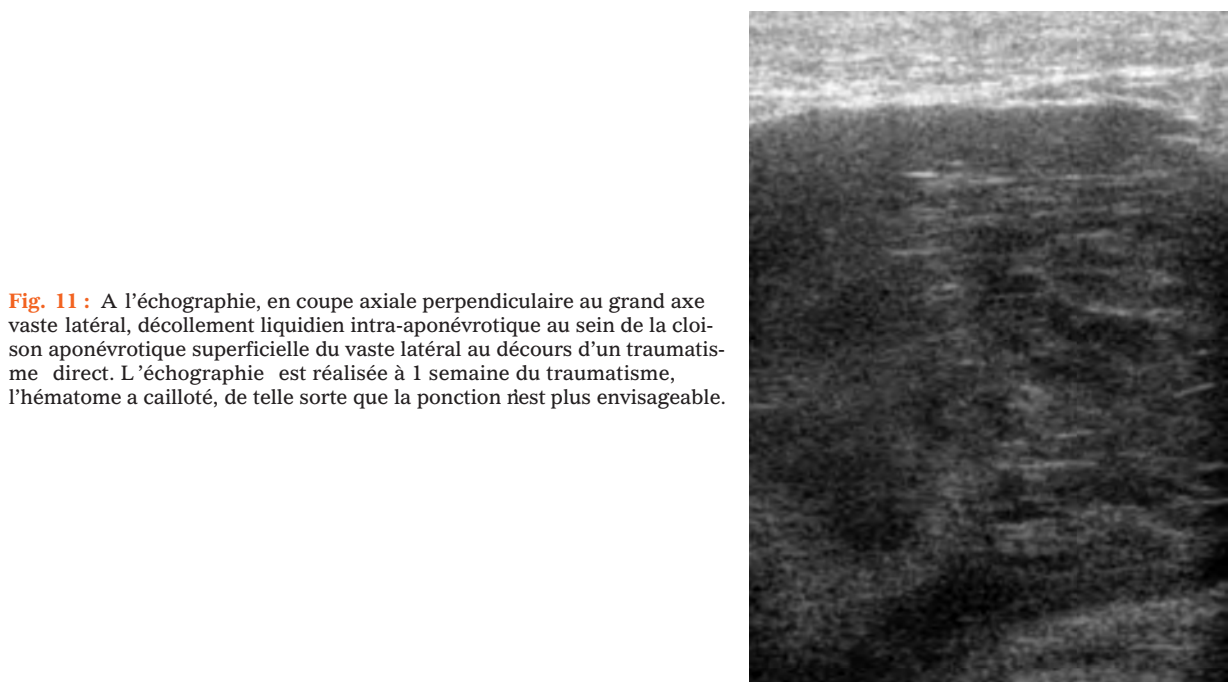 Fig. 11 : A l'échographie, en coupe axiale perpendiculaire au grand axe
vaste latéral, décollement liquidien intra-aponévrotique au sein de la cloi-
son aponévrotique superficielle du vaste latéral au décours d'un traumatis-
me direct. L'échographie est réalisée à 1 semaine du traumatisme,
l'hématome a cailloté, de telle sorte que la ponction n'est plus envisageable.